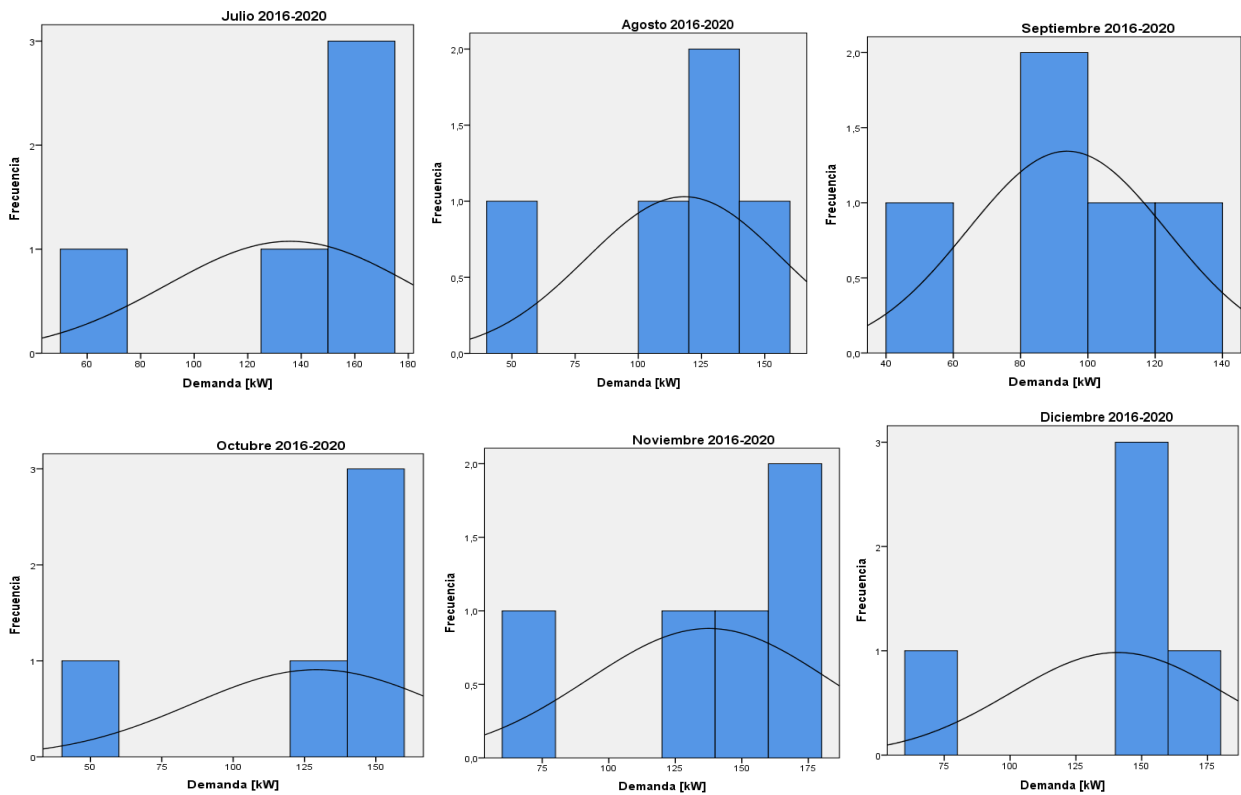 Julio 2016-2020
Frecuencia
3
2
1
0
60 80 100 120 140 160 180
Demanda [kW]
Agosto 2016-2020
Frecuencia
2,0
1,5
1,0
0,5
0,0
50 75 100 125 150
Demanda [kW]
Septiembre 2016-2020
Frecuencia
2,0
1,5
1,0
0,5
0,0
40 60 80 100 120 140
Demanda [kW]
Octubre 2016-2020
Frecuencia
3
2
1
0
50 75 100 125 150
Demanda [kW]
Noviembre 2016-2020
Frecuencia
2,0
1,5
1,0
0,5
0,0
75 100 125 150 175
Demanda [kW]
Diciembre 2016-2020
Frecuencia
3
2
1
0
75 100 125 150 175
Demanda [kW]